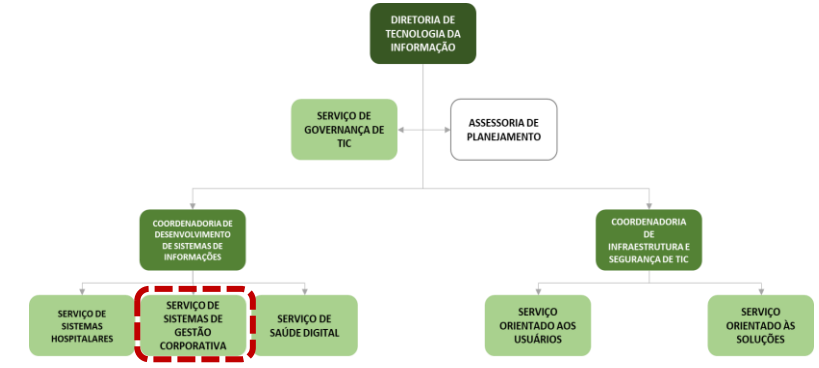 DIRETORIA DE
TECNOLOGIA DA
INFORMAÇÃO
SERVIÇO DE
GOVERNANÇA DE
TIC
ASSESSORIA DE
PLANEJAMENTO
COORDENADORIA DE
DESENVOLVIMENTO
DE SISTEMAS DE
INFORMAÇÕES
COORDENADORIA
DE
INFRAESTRUTURA E
SEGURANÇA DE TIC
SERVIÇO DE
SISTEMAS
HOSPITALARES
SERVIÇO DE
SISTEMAS DE
GESTÃO
CORPORATIVA
SERVIÇO DE
SAÚDE DIGITAL
SERVIÇO
ORIENTADO AOS
USUÁRIOS
SERVIÇO
ORIENTADO ÀS
SOLUÇÕES